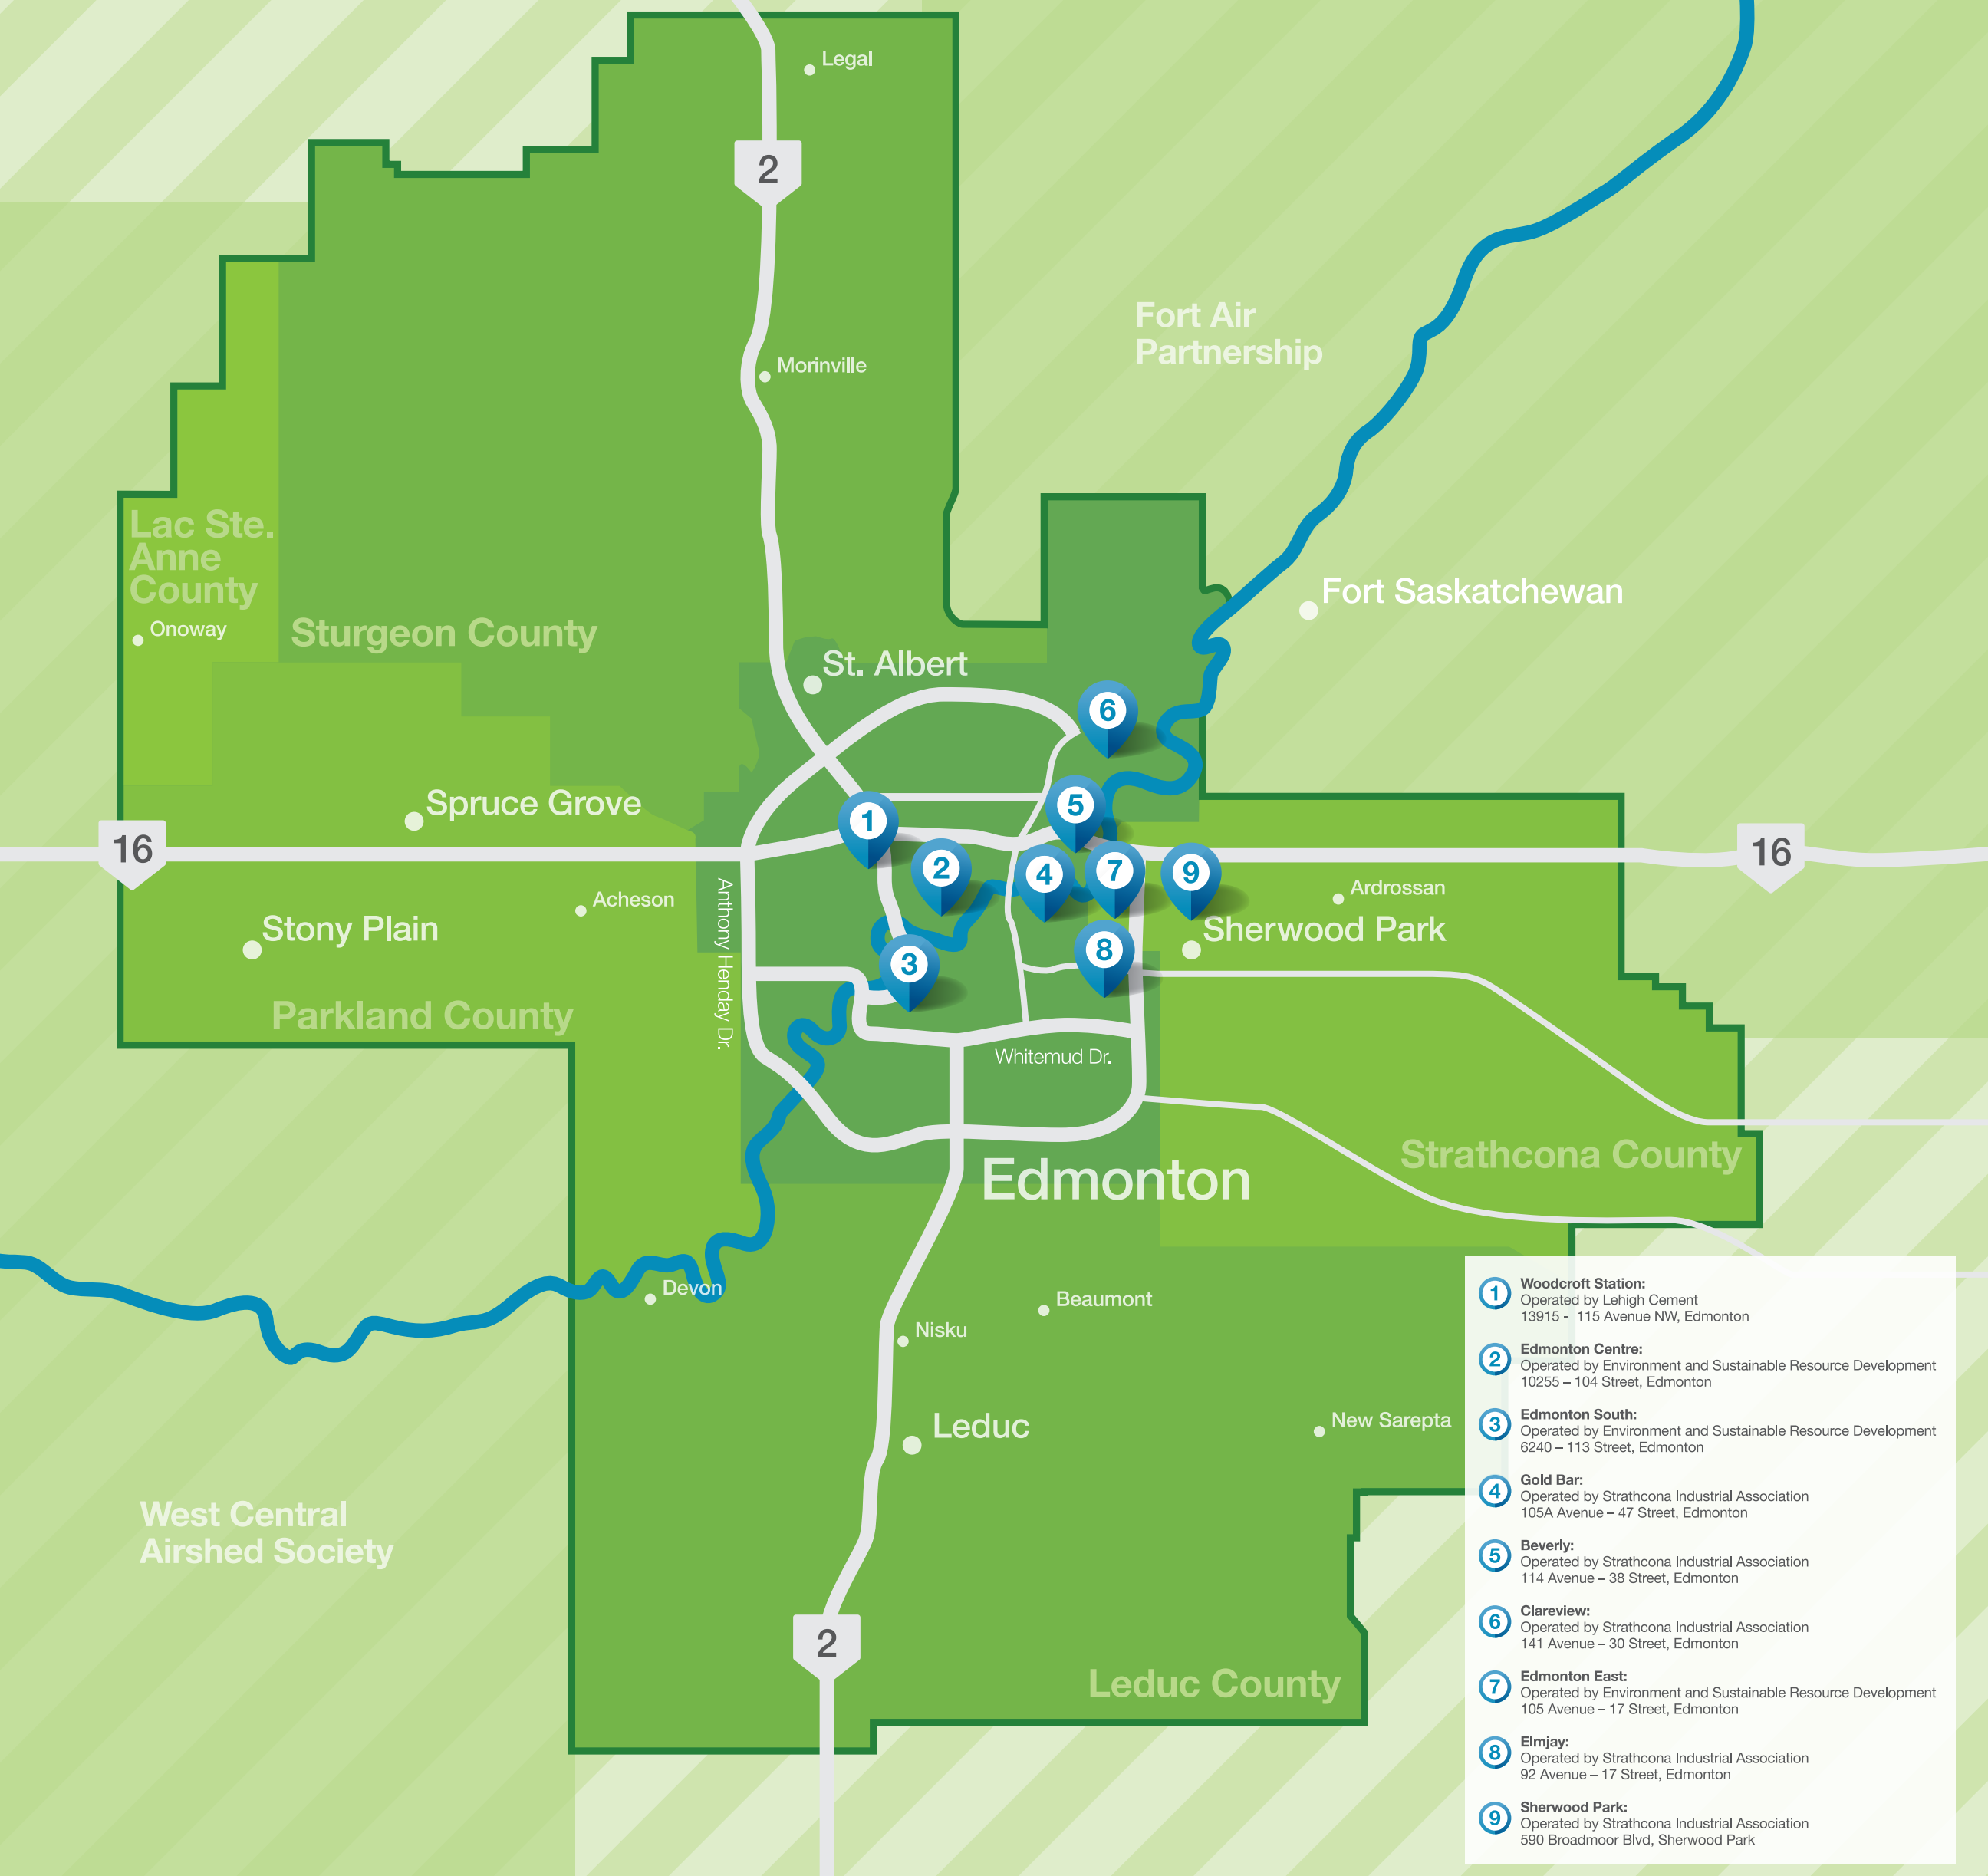 Legal
2
Morinville
Fort Air
Partnership
Lac Ste.
Anne
County
Onoway
Sturgeon County
Fort Saskatchewan
St. Albert
6
Spruce Grove
5
1
16
16
2
4
7
9
Ardrossan
Acheson
Stony Plain
Sherwood Park
8
3
Anthony Henday Dr.
Parkland County
Whitemud Dr.
Strathcona County
Edmonton
Devon
Beaumont
Nisku
Leduc
New Sarepta
West Central
Airshed Society
2
Leduc County
1 Woodcroft Station:
Operated by Lehigh Cement
13915 - 115 Avenue NW, Edmonton
2 Edmonton Centre:
Operated by Environment and Sustainable Resource Development
10255 – 104 Street, Edmonton
3 Edmonton South:
Operated by Environment and Sustainable Resource Development
6240 – 113 Street, Edmonton
4 Gold Bar:
Operated by Strathcona Industrial Association
105A Avenue – 47 Street, Edmonton
5 Beverly:
Operated by Strathcona Industrial Association
114 Avenue – 38 Street, Edmonton
6 Clareview:
Operated by Strathcona Industrial Association
141 Avenue – 30 Street, Edmonton
7 Edmonton East:
Operated by Environment and Sustainable Resource Development
105 Avenue – 17 Street, Edmonton
8 Elmjay:
Operated by Strathcona Industrial Association
92 Avenue – 17 Street, Edmonton
9 Sherwood Park:
Operated by Strathcona Industrial Association
590 Broadmoor Blvd, Sherwood Park